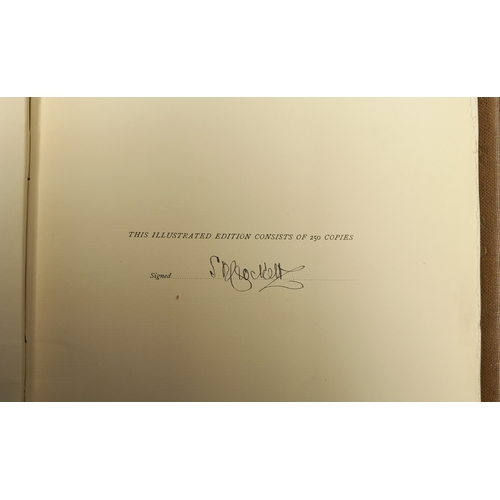 THIS ILLUSTRATED EDITION CONSISTS OF 250 COPIES
Signed S R Crockett